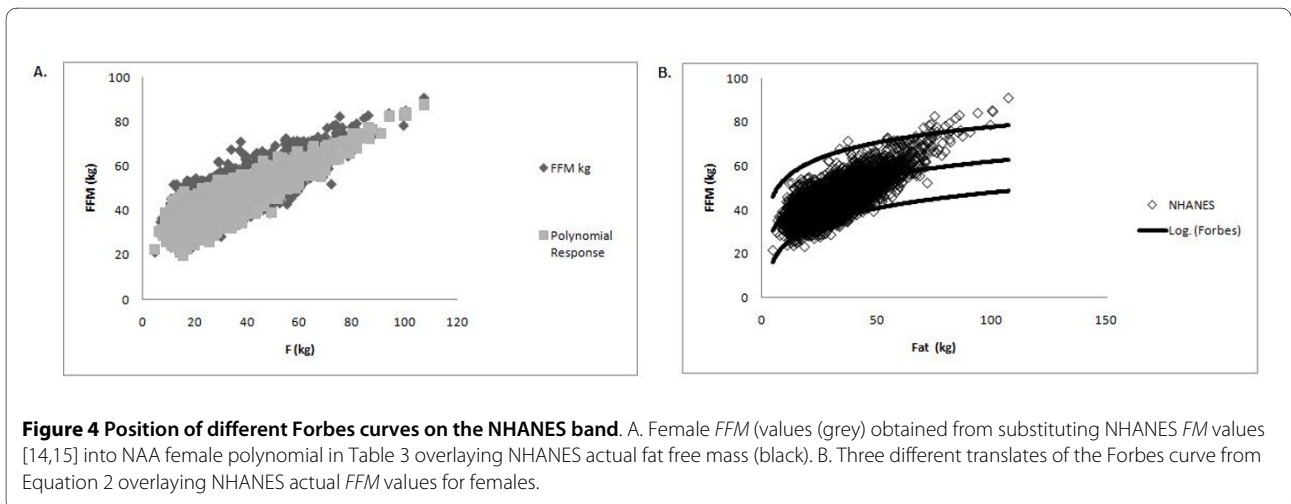 A.
100
80
60
40
20
0
FFM (kg)
0 20 40 60 80 100 120
F (kg)
FFM kg
Polynomial
Response
B.
100
80
60
40
20
0
FFM (kg)
0 50 100 150
Fat (kg)
NHANES
Log. (Forbes)
Figure 4 Position of different Forbes curves on the NHANES band. A. Female FFM (values (grey) obtained from substituting NHANES FM values
[14,15] into NAA female polynomial in Table 3 overlaying NHANES actual fat free mass (black). B. Three different translates of the Forbes curve from
Equation 2 overlaying NHANES actual FFM values for females.